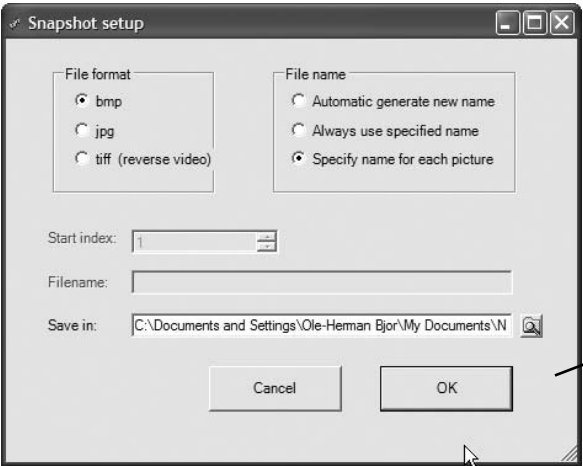 Snapshot setup
File format
bmp
jpg
tiff (reverse video)
File name
Automatic generate new name
Always use specified name
Specify name for each picture
Start index: 1
Filename:
Save in: C:\Documents and Settings\Ole-Herman Bjor\My Documents\N
Cancel OK